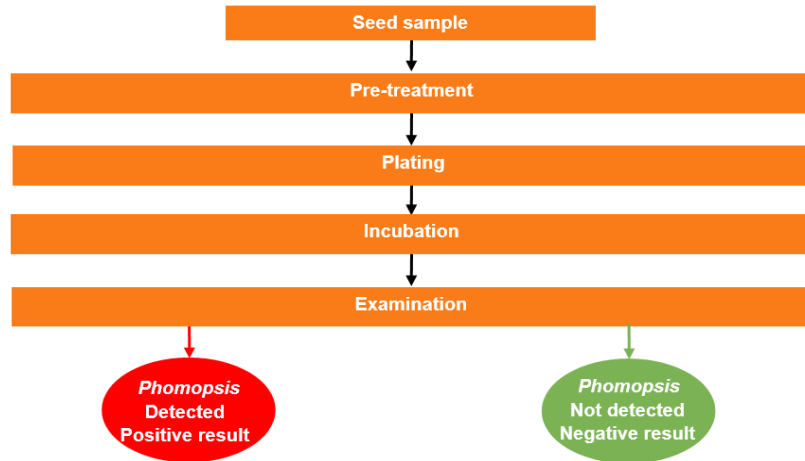 Seed sample
Pre-treatment
Plating
Incubation
Examination
Phomopsis
Detected
Positive result
Phomopsis
Not detected
Negative result